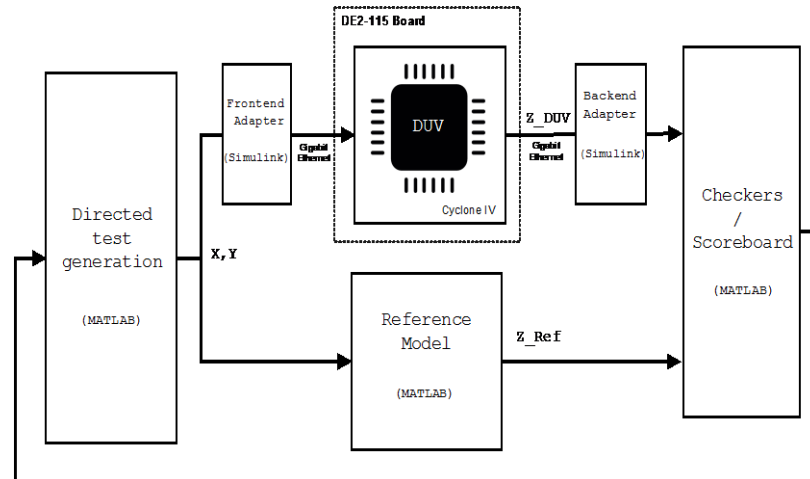 DE2-115 Board
Frontend
Adapter
(Simulink)
Gigabit
Ethernet
DUV
Cyclone IV
Z_DUV
Gigabit
Ethernet
Backend
Adapter
(Simulink)
Directed
test
generation
(MATLAB)
X,Y
Reference
Model
(MATLAB)
Z_Ref
Checkers
/
Scoreboard
(MATLAB)